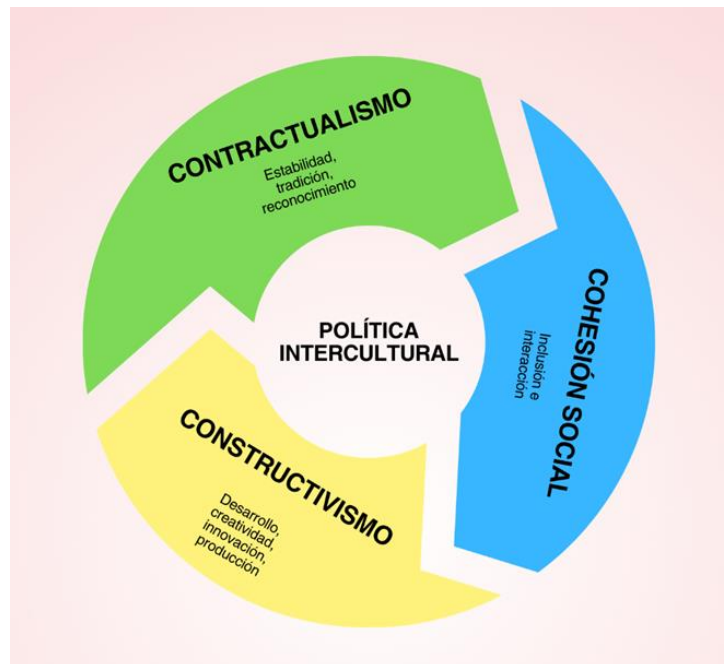 CONTRACTUALISMO
Estabilidad,
tradición,
reconocimiento
COHESIÓN SOCIAL
Inclusión e
interacción
POLÍTICA
INTERCULTURAL
CONSTRUCTIVISMO
Desarrollo,
creatividad,
innovación,
producción